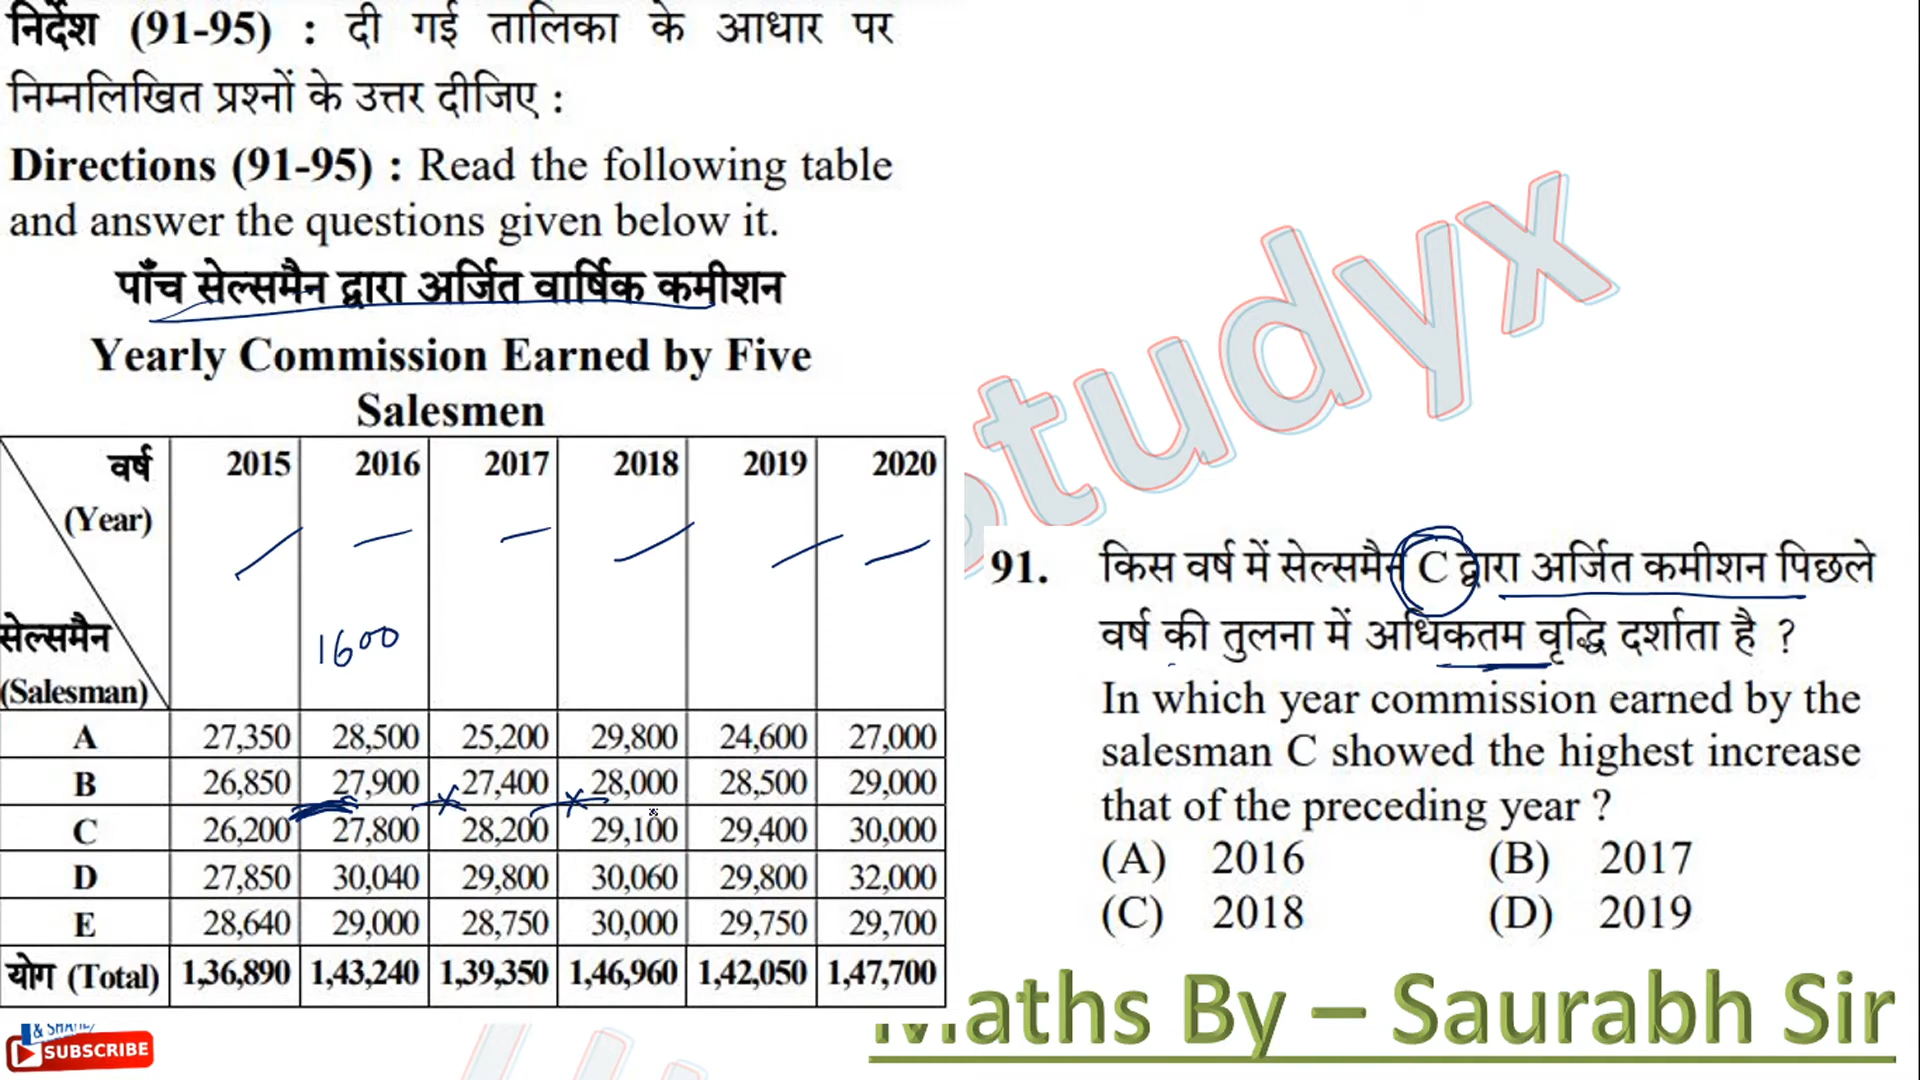 निर्देश (91-95) : दी गई तालिका के आधार पर
निम्नलिखित प्रश्नों के उत्तर दीजिए :
Directions (91-95) : Read the following table
and answer the questions given below it.
पाँच सेल्समैन द्वारा अर्जित वार्षिक कमीशन
Yearly Commission Earned by Five
Salesmen
वर्ष 2015 2016 2017 2018 2019 2020
(Year)
सेल्समैन 1600
(Salesman)
A 27,350 28,500 25,200 29,800 24,600 27,000
B 26,850 27,900 27,400 28,000 28,500 29,000
C 26,200 27,800 28,200 29,100 29,400 30,000
D 27,850 30,040 29,800 30,060 29,800 32,000
E 28,640 29,000 28,750 30,000 29,750 29,700
योग (Total) 1,36,890 1,43,240 1,39,350 1,46,960 1,42,050 1,47,700
SUBSCRIBE
studyx
91. किस वर्ष में सेल्समैन C द्वारा अर्जित कमीशन पिछले
वर्ष की तुलना में अधिकतम वृद्धि दर्शाता है ?
In which year commission earned by the
salesman C showed the highest increase
that of the preceding year ?
(A) 2016 (B) 2017
(C) 2018 (D) 2019
Maths By – Saurabh Sir